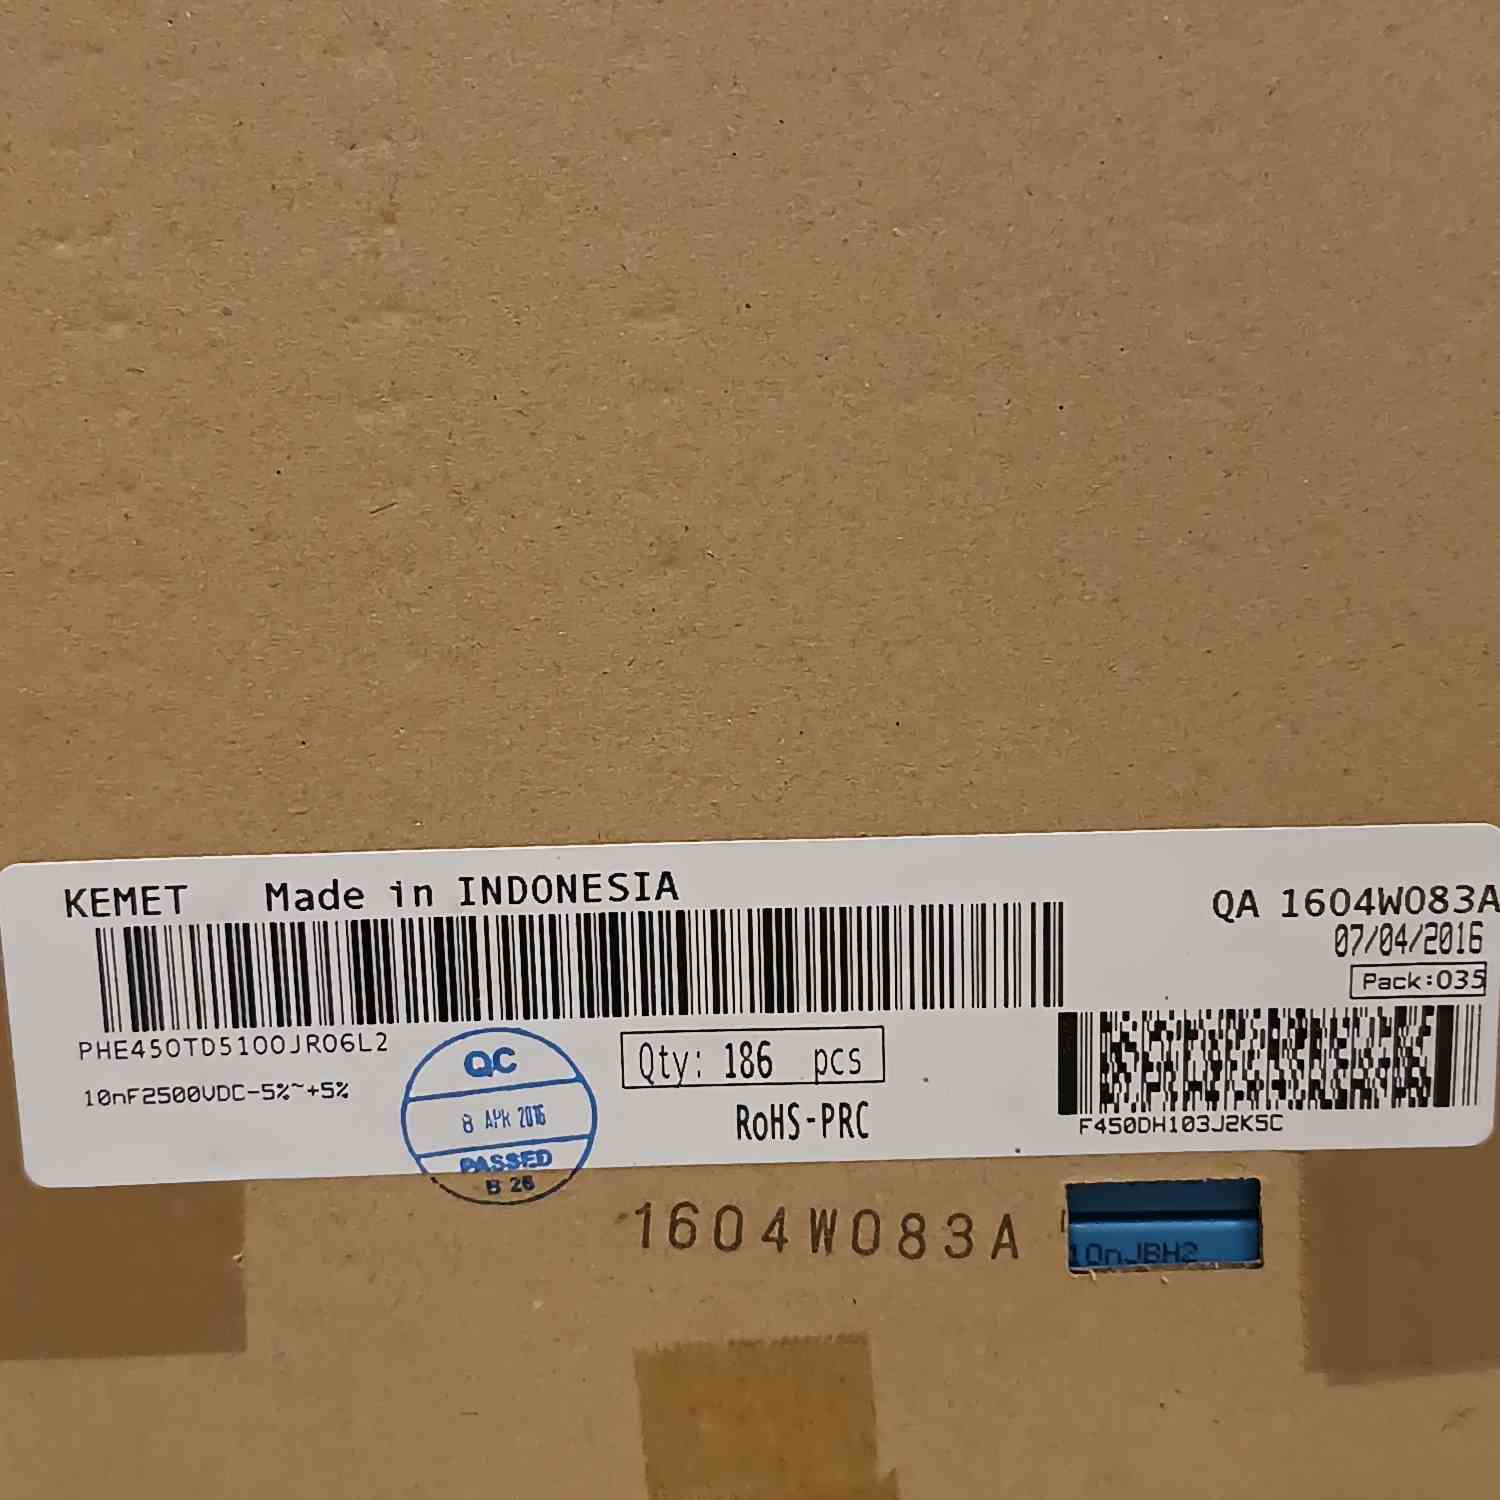 KEMET Made in INDONESIA
QA 1604W083A
07/04/2016
Pack:035
PHE450TD5100JR06L2
10nF2500VDC-5%~+5%
QC
8 APR 2016
PASSED
B 26
Qty: 186 pcs
RoHS-PRC
F450DH103J2K5C
1604W083A
10nJBH2